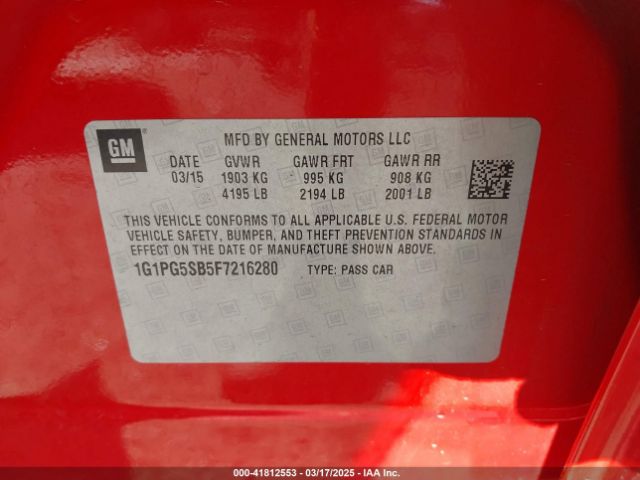 GM
MFD BY GENERAL MOTORS LLC
DATE GVWR GAWR FRT GAWR RR
03/15 1903 KG 995 KG 908 KG
4195 LB 2194 LB 2001 LB
THIS VEHICLE CONFORMS TO ALL APPLICABLE U.S. FEDERAL MOTOR
VEHICLE SAFETY, BUMPER, AND THEFT PREVENTION STANDARDS IN
EFFECT ON THE DATE OF MANUFACTURE SHOWN ABOVE.
1G1PG5SB5F7216280 TYPE: PASS CAR
000-41812553 — 03/17/2025 — IAA Inc.